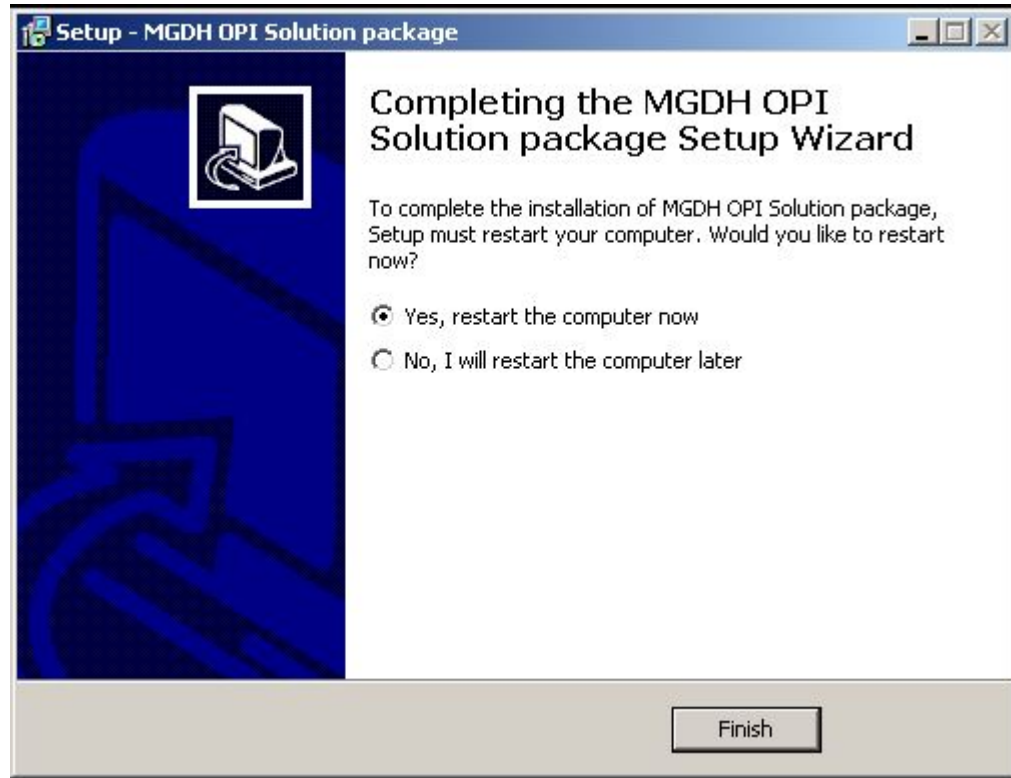 Setup - MGDH OPI Solution package
Completing the MGDH OPI
Solution package Setup Wizard
To complete the installation of MGDH OPI Solution package,
Setup must restart your computer. Would you like to restart
now?
Yes, restart the computer now
No, I will restart the computer later
Finish